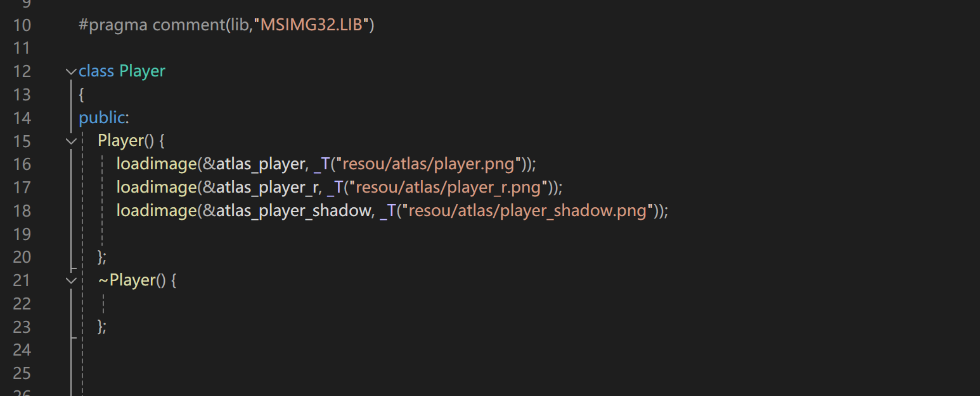 9
10 #pragma comment(lib,"MSIMG32.LIB")
11
12 class Player
13 {
14 public:
15 Player() {
16 loadimage(&atlas_player, _T("resou/atlas/player.png"));
17 loadimage(&atlas_player_r, _T("resou/atlas/player_r.png"));
18 loadimage(&atlas_player_shadow, _T("resou/atlas/player_shadow.png"));
19
20 };
21 ~Player() {
22
23 };
24
25
26